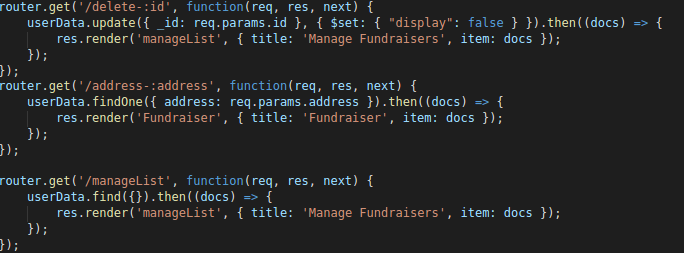 router.get('/delete-:id', function(req, res, next) {
    userData.update({ _id: req.params.id }, { $set: { "display": false } }).then((docs) => {
        res.render('manageList', { title: 'Manage Fundraisers', item: docs });
    });
});
router.get('/address-:address', function(req, res, next) {
    userData.findOne({ address: req.params.address }).then((docs) => {
        res.render('Fundraiser', { title: 'Fundraiser', item: docs });
    });
});

router.get('/manageList', function(req, res, next) {
    userData.find({}).then((docs) => {
        res.render('manageList', { title: 'Manage Fundraisers', item: docs });
    });
});